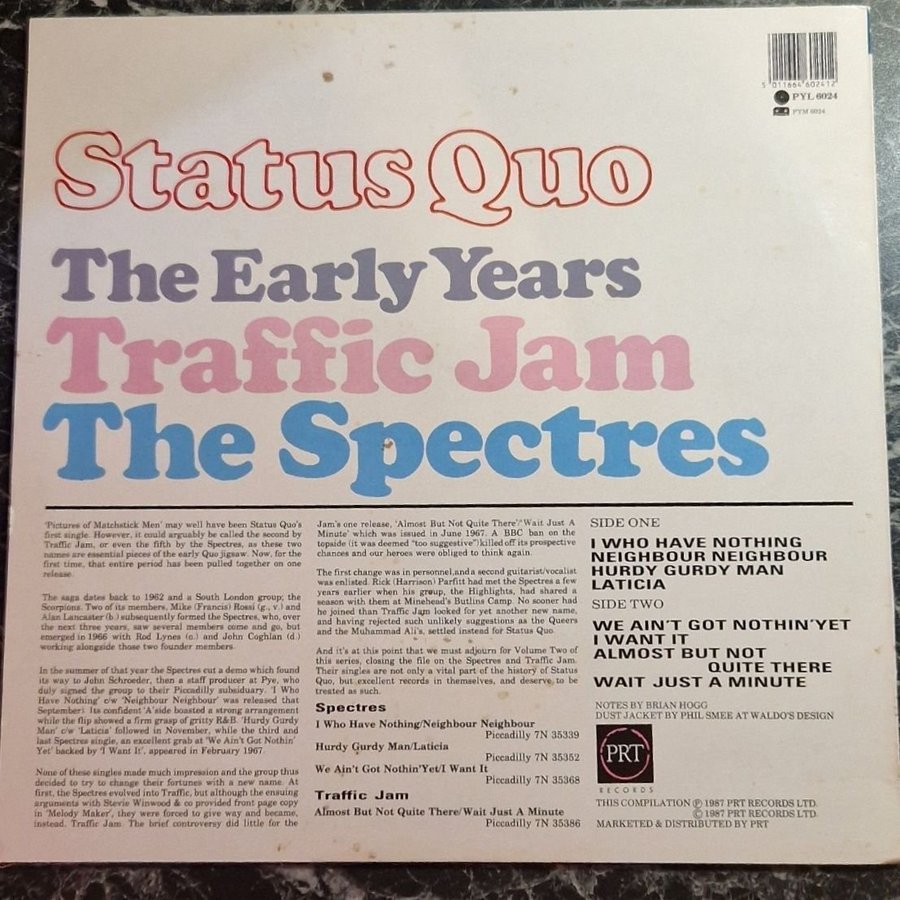 5 011664 602412
PYL 6024
PYM 6024
Status Quo
The Early Years
Traffic Jam
The Spectres
'Pictures of Matchstick Men' may well have been Status Quo's
first single. However, it could arguably be called the second by
Traffic Jam, or even the fifth by the Spectres, as these two
names are essential pieces of the early Quo jigsaw. Now, for the
first time, that entire period has been pulled together on one
release.
The saga dates back to 1962 and a South London group; the
Scorpions. Two of its members, Mike (Francis) Rossi (g., v.) and
Alan Lancaster (b.) subsequently formed the Spectres, who, over
the next three years, saw several members come and go, but
emerged in 1966 with Rod Lynes (o.) and John Coghlan (d.)
working alongside those two founder members.
In the summer of that year the Spectres cut a demo which found
its way to John Schroeder, then a staff producer at Pye, who
duly signed the group to their Piccadilly subsiduary. 'I Who
Have Nothing' c/w 'Neighbour Neighbour' was released that
September. Its confident 'A' side boasted a strong arrangement
while the flip showed a firm grasp of gritty R&B. 'Hurdy Gurdy
Man' c/w 'Laticia' followed in November, while the third and
last Spectres single, an excellent grab at 'We Ain't Got Nothin'
Yet' backed by 'I Want It', appeared in February 1967.
None of these singles made much impression and the group thus
decided to try to change their fortunes with a new name. At
first, the Spectres evolved into Traffic, but although the ensuing
arguments with Stevie Winwood & co provided front page copy
in 'Melody Maker', they were forced to give way and became,
instead, Traffic Jam. The brief controversy did little for the
Jam's one release, 'Almost But Not Quite There'/'Wait Just A
Minute' which was issued in June 1967. A BBC ban on the
topside (it was deemed "too suggestive") killed off its prospective
chances and our heroes were obliged to think again.
The first change was in personnel, and a second guitarist/vocalist
was enlisted. Rick (Harrison) Parfitt had met the Spectres a few
years earlier when his group, the Highlights, had shared a
season with them at Minehead's Butlins Camp. No sooner had
he joined than Traffic Jam looked for yet another new name,
and having rejected such unlikely suggestions as the Queers
and the Muhammad Ali's, settled instead for Status Quo.
And it's at this point that we must adjourn for Volume Two of
this series, closing the file on the Spectres and Traffic Jam.
Their singles are not only a vital part of the history of Status
Quo, but excellent records in themselves, and deserve to be
treated as such.
Spectres
I Who Have Nothing/Neighbour Neighbour
Piccadilly 7N 35339
Hurdy Gurdy Man/Laticia
Piccadilly 7N 35352
We Ain't Got Nothin'Yet/I Want It
Piccadilly 7N 35368
Traffic Jam
Almost But Not Quite There/Wait Just A Minute
Piccadilly 7N 35386
SIDE ONE
I WHO HAVE NOTHING
NEIGHBOUR NEIGHBOUR
HURDY GURDY MAN
LATICIA
SIDE TWO
WE AIN'T GOT NOTHIN'YET
I WANT IT
ALMOST BUT NOT
QUITE THERE
WAIT JUST A MINUTE
NOTES BY BRIAN HOGG
DUST JACKET BY PHIL SMEE AT WALDO'S DESIGN
PRT
RECORDS
THIS COMPILATION ℗ 1987 PRT RECORDS LTD.
© 1987 PRT RECORDS LTD.
MARKETED & DISTRIBUTED BY PRT